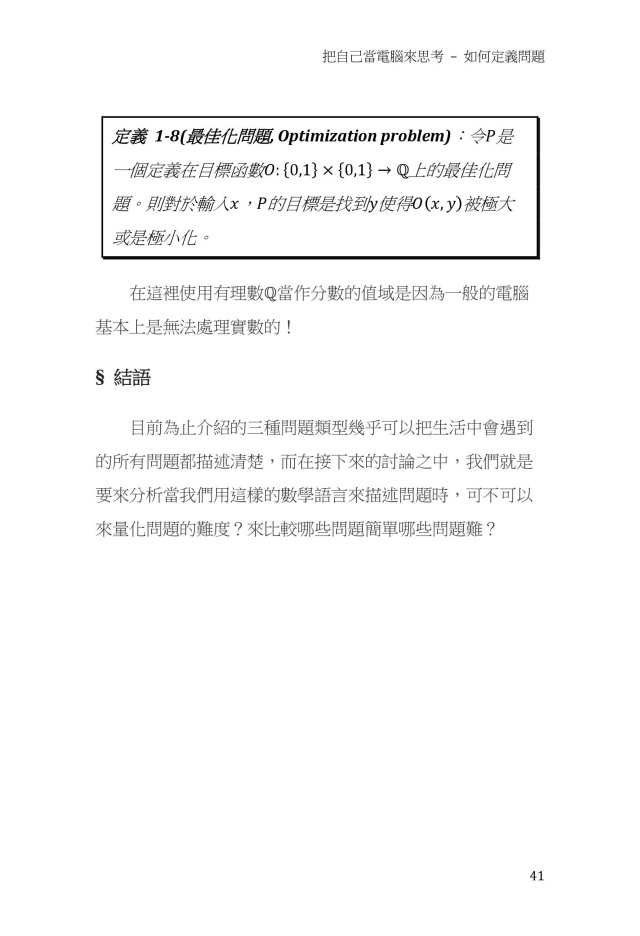 把自己當電腦來思考 – 如何定義問題
定義 1-8(最佳化問題, Optimization problem)：令P是
一個定義在目標函數O: {0,1} × {0,1} → ℚ上的最佳化問
題。則對於輸入x，P的目標是找到y使得O(x, y)被極大
或是極小化。
在這裡使用有理數ℚ當作分數的值域是因為一般的電腦
基本上是無法處理實數的！
§ 結語
目前為止介紹的三種問題類型幾乎可以把生活中會遇到
的所有問題都描述清楚，而在接下來的討論之中，我們就是
要來分析當我們用這樣的數學語言來描述問題時，可不可以
來量化問題的難度？來比較哪些問題簡單哪些問題難？
41